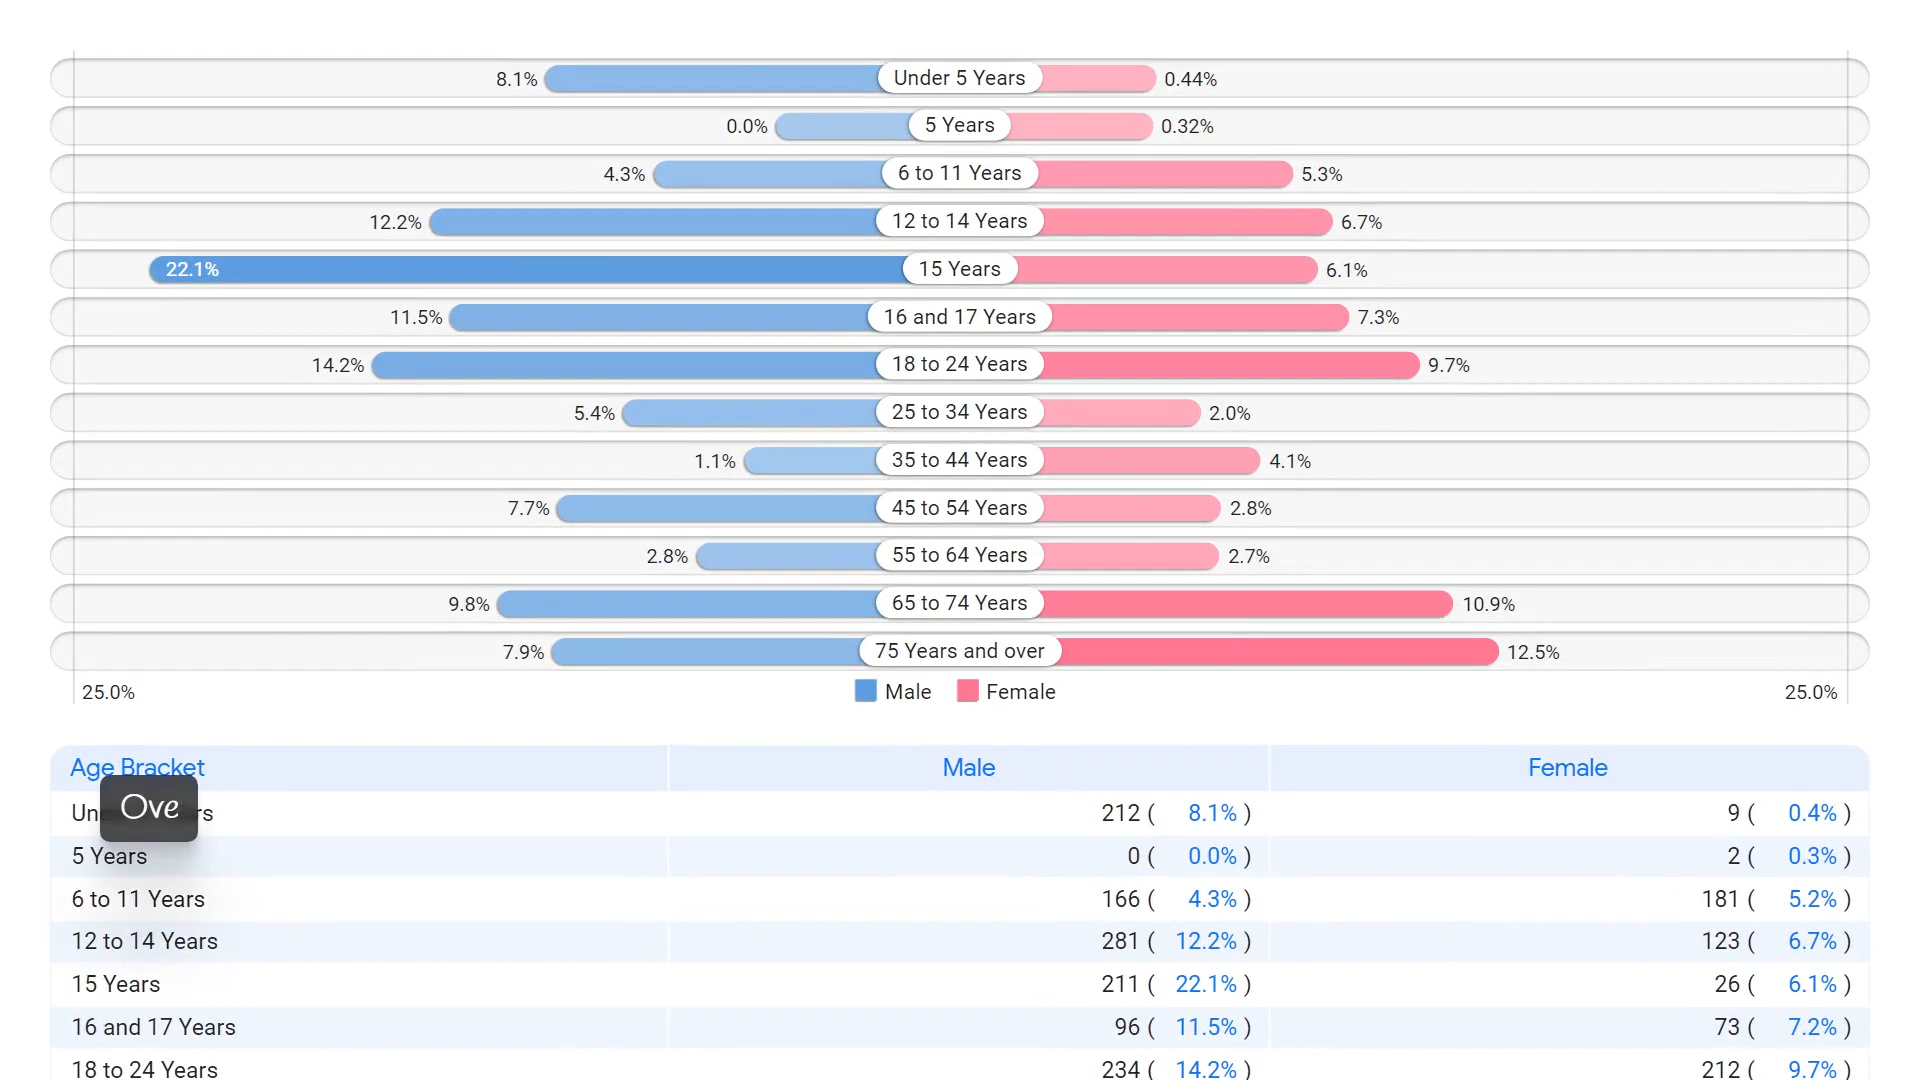 8.1% Under 5 Years 0.44%
0.0% 5 Years 0.32%
4.3% 6 to 11 Years 5.3%
12.2% 12 to 14 Years 6.7%
22.1% 15 Years 6.1%
11.5% 16 and 17 Years 7.3%
14.2% 18 to 24 Years 9.7%
5.4% 25 to 34 Years 2.0%
1.1% 35 to 44 Years 4.1%
7.7% 45 to 54 Years 2.8%
2.8% 55 to 64 Years 2.7%
9.8% 65 to 74 Years 10.9%
7.9% 75 Years and over 12.5%
25.0% Male Female 25.0%
Age Bracket Male Female
Ove
212 ( 8.1% ) 9 ( 0.4% )
5 Years 0 ( 0.0% ) 2 ( 0.3% )
6 to 11 Years 166 ( 4.3% ) 181 ( 5.2% )
12 to 14 Years 281 ( 12.2% ) 123 ( 6.7% )
15 Years 211 ( 22.1% ) 26 ( 6.1% )
16 and 17 Years 96 ( 11.5% ) 73 ( 7.2% )
18 to 24 Years 234 ( 14.2% ) 212 ( 9.7% )